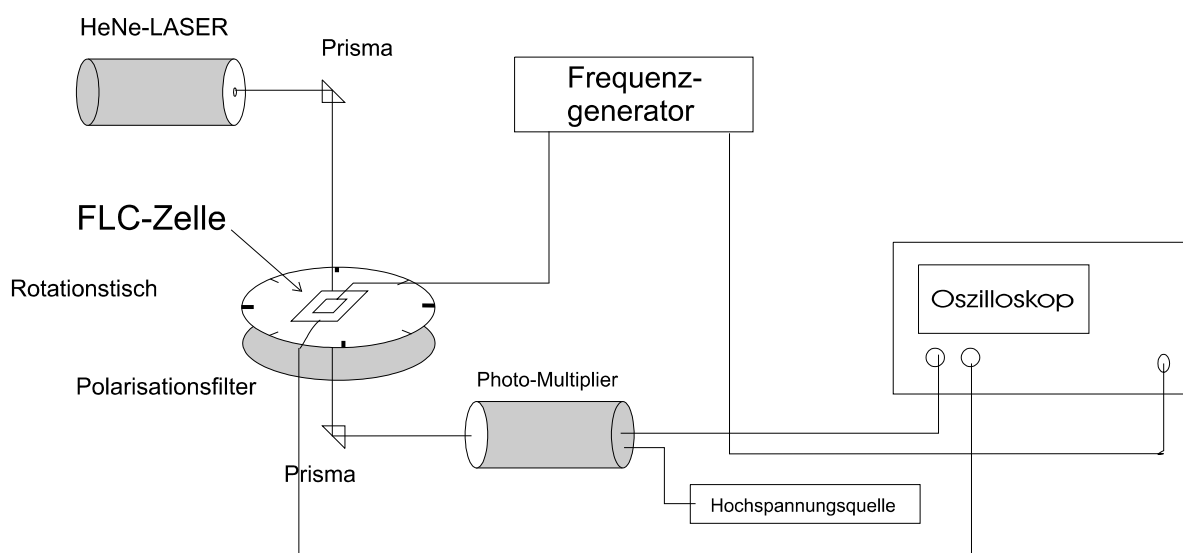 HeNe-LASER
Prisma
Frequenz-
generator
FLC-Zelle
Rotationstisch
Oszilloskop
Polarisationsfilter
Photo-Multiplier
Prisma
Hochspannungsquelle